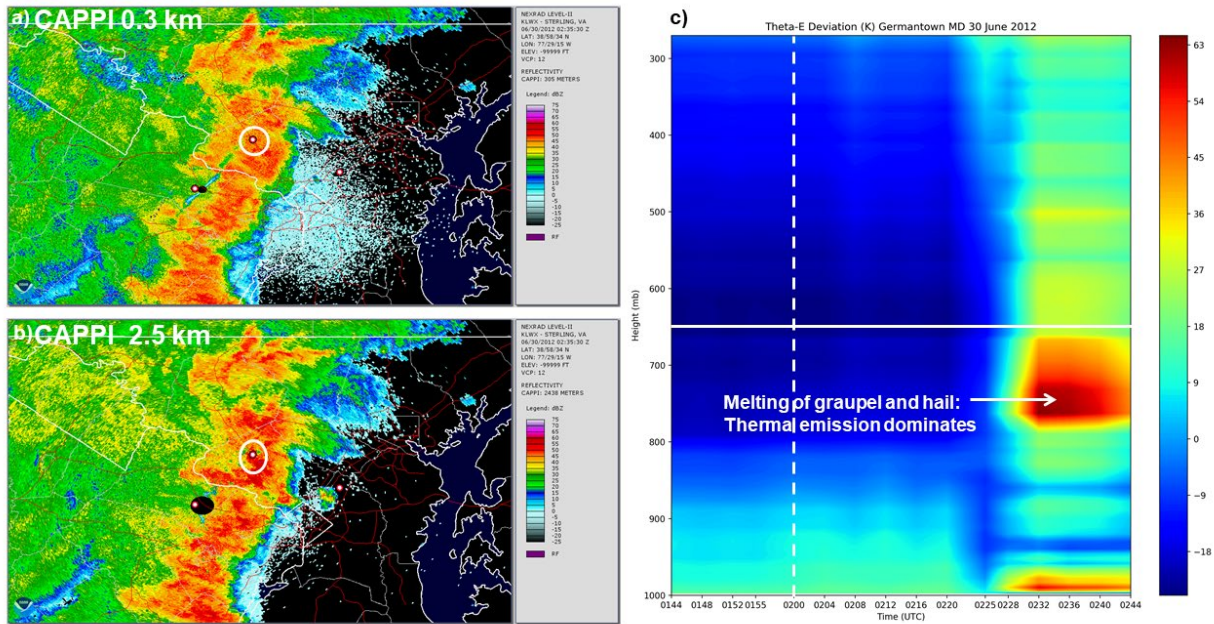 a) CAPPI 0.3 km
NEXRAD LEVEL-II
KLWX - STERLING, VA
06/30/2012 02:35:30 Z
LAT: 38/58/34 N
LON: 77/29/15 W
ELEV: -99999 FT
VCP: 12
REFLECTIVITY
CAPPI: 305 METERS
Legend: dBZ
75
70
65
60
55
50
45
40
35
30
25
20
15
10
5
0
-5
-10
-15
-20
-25
RF
b) CAPPI 2.5 km
NEXRAD LEVEL-II
KLWX - STERLING, VA
06/30/2012 02:35:30 Z
LAT: 38/58/34 N
LON: 77/29/15 W
ELEV: -99999 FT
VCP: 12
REFLECTIVITY
CAPPI: 2438 METERS
Legend: dBZ
75
70
65
60
55
50
45
40
35
30
25
20
15
10
5
0
-5
-10
-15
-20
-25
RF
c)
Theta-E Deviation (K) Germantown MD 30 June 2012
Height (mb)
300
400
500
600
700
800
900
1000
Melting of graupel and hail:
Thermal emission dominates
0144 0148 0152 0155 0200 0204 0208 0212 0216 0220 0225 0228 0232 0236 0240 0244
Time (UTC)
63
54
45
36
27
18
9
0
-9
-18